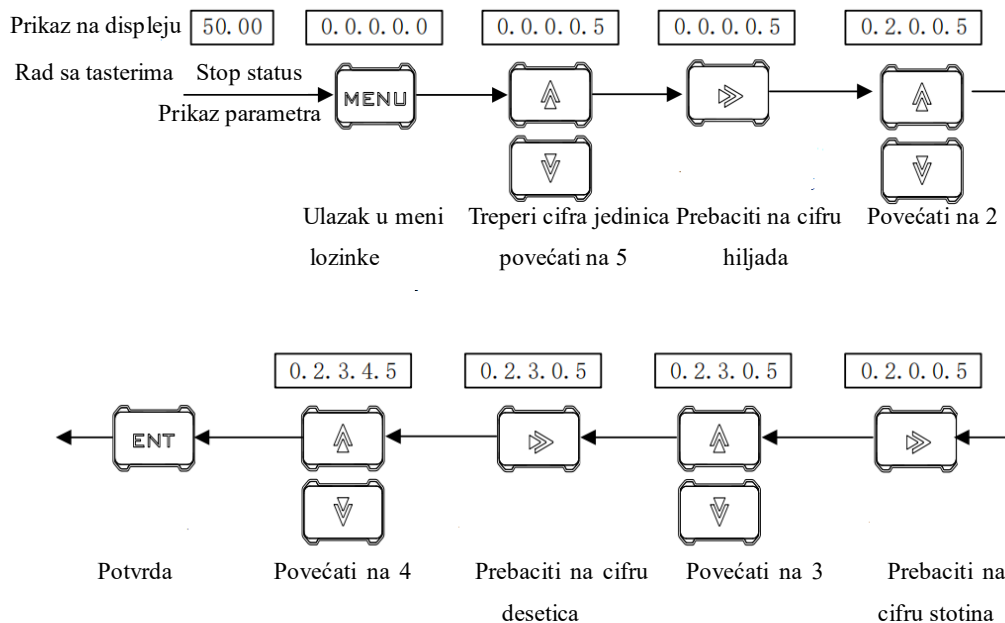 Prikaz na displeju 50.00 0.0.0.0.0 0.0.0.0.5 0.0.0.0.5 0.2.0.0.5
Rad sa tasterima Stop status
MENU
Prikaz parametra
Ulazak u meni Treperi cifra jedinica Prebaciti na cifru Povećati na 2
lozinke povećati na 5 hiljada
0.2.3.4.5 0.2.3.0.5 0.2.3.0.5 0.2.0.0.5
ENT
Potvrda Povećati na 4 Prebaciti na cifru Povećati na 3 Prebaciti na
desetica cifru stotina